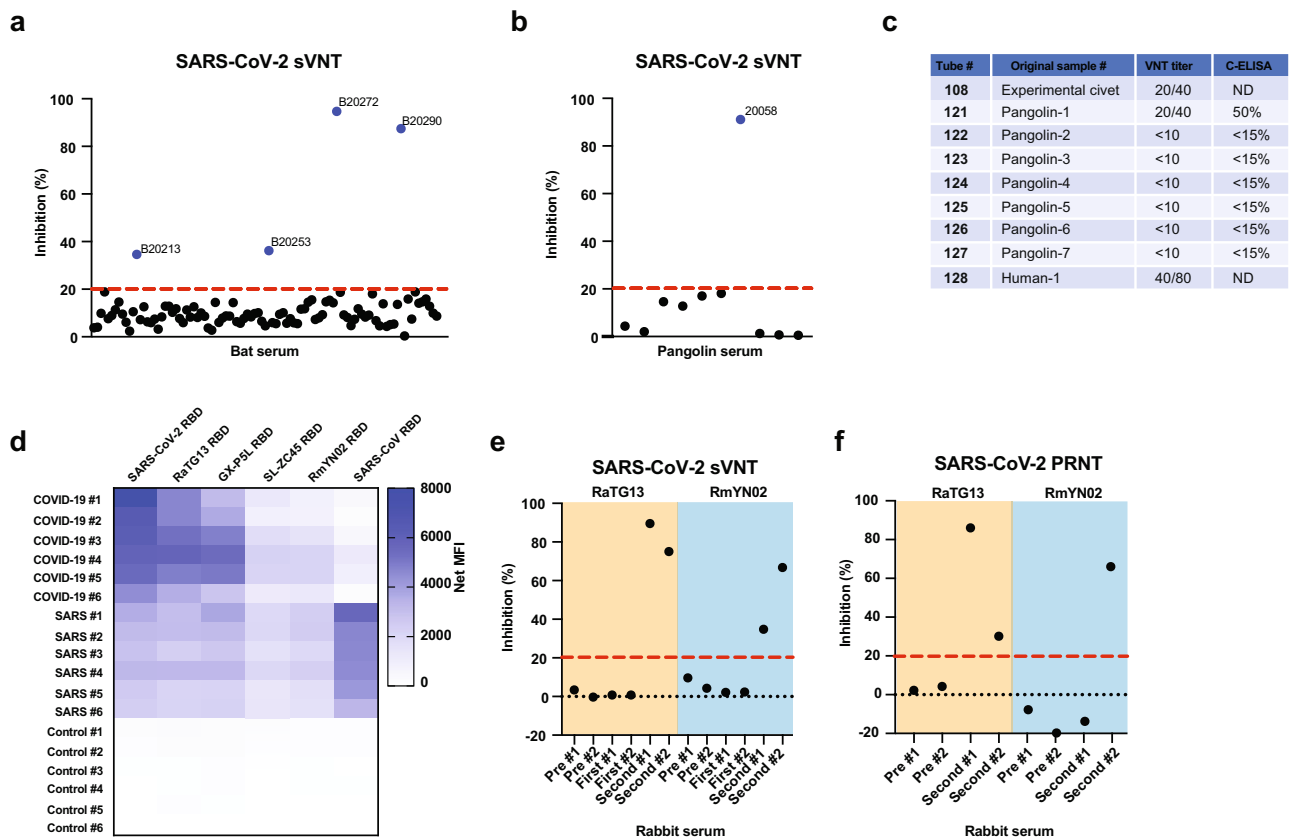 a
SARS-CoV-2 sVNT
Inhibition (%)
100
80
60
40
20
0
B20213
B20253
B20272
B20290
Bat serum
b
SARS-CoV-2 sVNT
Inhibition (%)
100
80
60
40
20
0
20058
Pangolin serum
c
Tube # Original sample # VNT titer C-ELISA
108 Experimental civet 20/40 ND
121 Pangolin-1 20/40 50%
122 Pangolin-2 <10 <15%
123 Pangolin-3 <10 <15%
124 Pangolin-4 <10 <15%
125 Pangolin-5 <10 <15%
126 Pangolin-6 <10 <15%
127 Pangolin-7 <10 <15%
128 Human-1 40/80 ND
d
SARS-CoV-2 RBD
RaTG13 RBD
GX-P5L RBD
SL-ZC45 RBD
RmYN02 RBD
SARS-CoV RBD
COVID-19 #1
COVID-19 #2
COVID-19 #3
COVID-19 #4
COVID-19 #5
COVID-19 #6
SARS #1
SARS #2
SARS #3
SARS #4
SARS #5
SARS #6
Control #1
Control #2
Control #3
Control #4
Control #5
Control #6
8000
6000
4000
2000
0
Net MFI
e
SARS-CoV-2 sVNT
RaTG13 RmYN02
Inhibition (%)
100
80
60
40
20
0
-20
Pre #1
Pre #2
First #1
First #2
Second #1
Second #2
Pre #1
Pre #2
First #1
First #2
Second #1
Second #2
Rabbit serum
f
SARS-CoV-2 PRNT
RaTG13 RmYN02
Inhibition (%)
100
80
60
40
20
0
-20
Pre #1
Pre #2
Second #1
Second #2
Pre #1
Pre #2
Second #1
Second #2
Rabbit serum